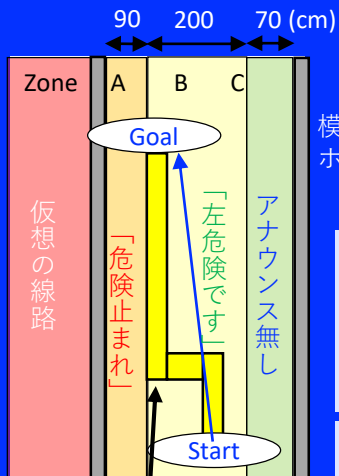 90 200 70 (cm)
Zone A B C
Goal
模
ホ
仮想の線路
「危険止まれ」
「左危険です」
アナウンス無し
Start